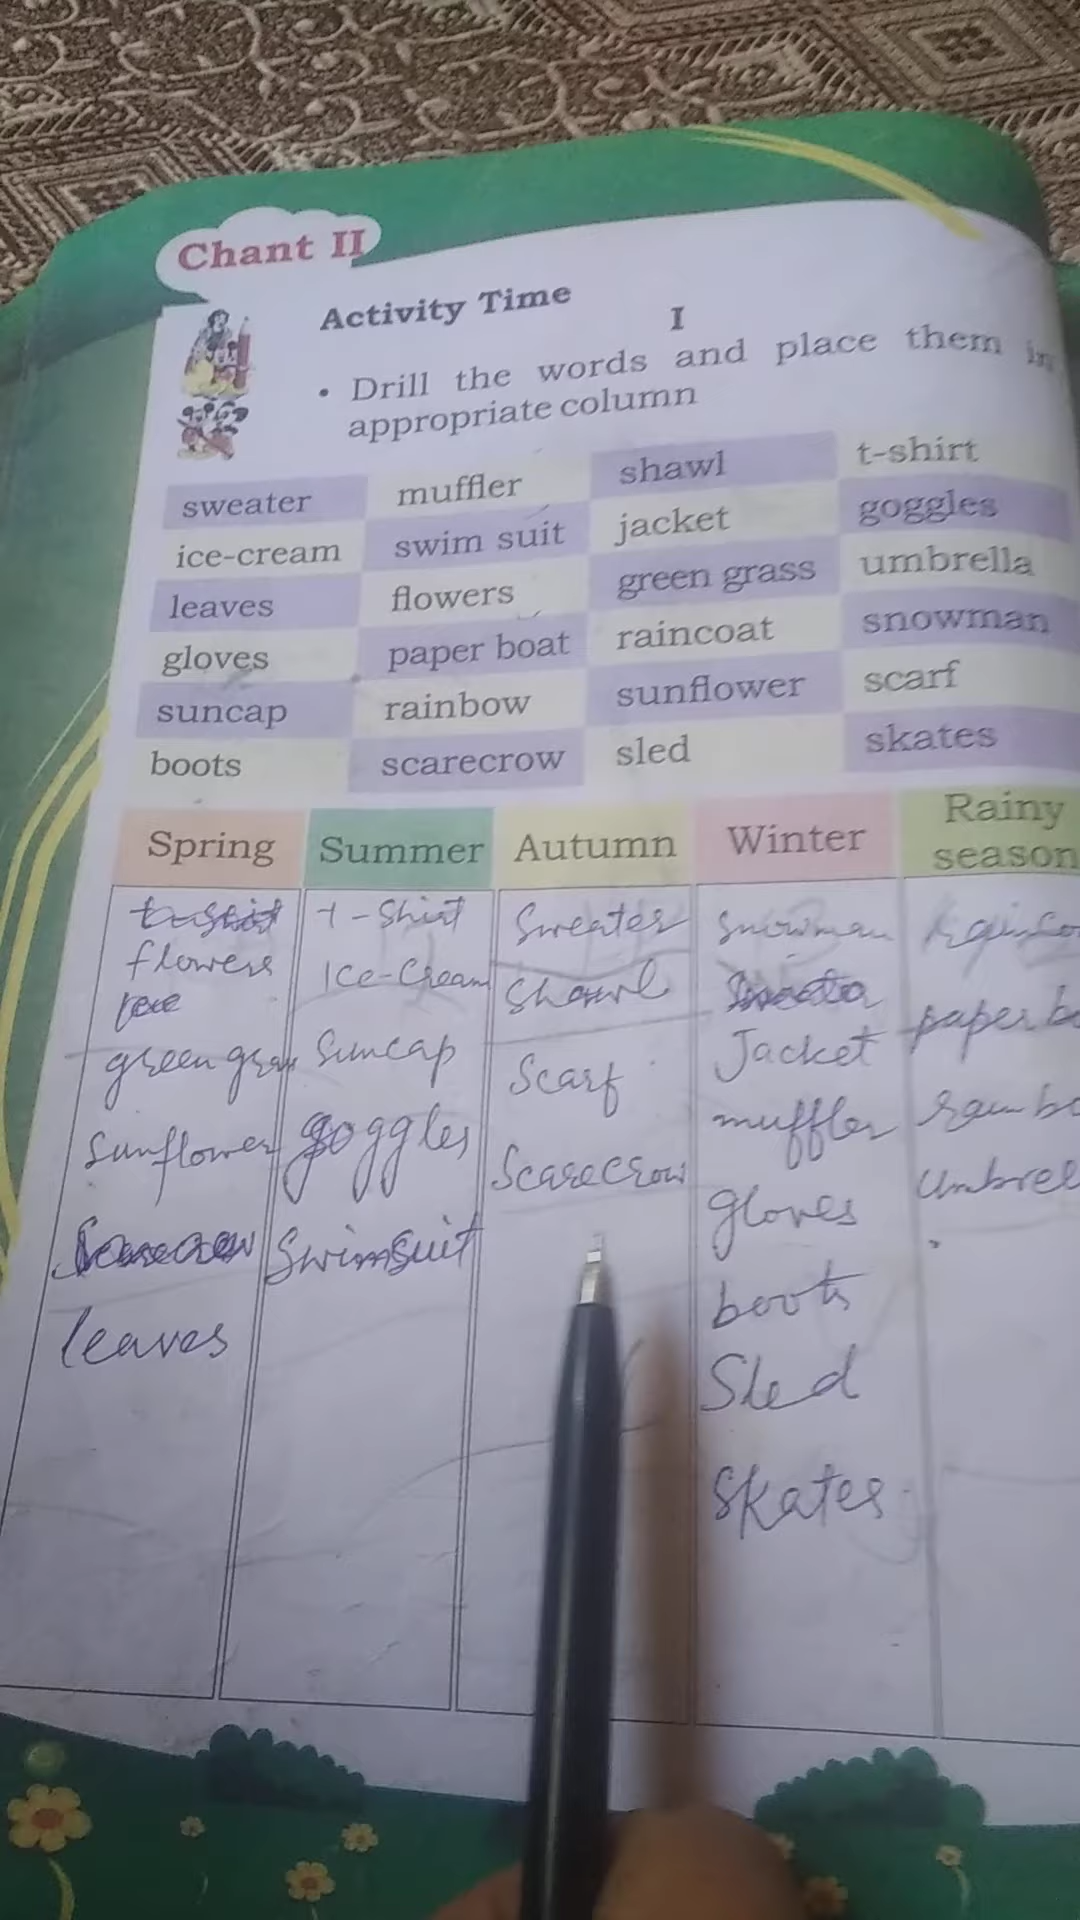 Chant II
Activity Time
I
• Drill the words and place them in
appropriate column
sweater muffler shawl t-shirt
ice-cream swim suit jacket goggles
leaves flowers green grass umbrella
gloves paper boat raincoat snowman
suncap rainbow sunflower scarf
boots scarecrow sled skates
Spring Summer Autumn Winter Rainy
season
flowers
green gras
Sunflower
leaves
T-Shirt
Ice-Cream
Suncap
goggles
Swimsuit
Sweater
Shawl
Scarf
Scarecrow
Snowman
Jacket
muffler
gloves
boots
Sled
Skates
paper b
Umbrel